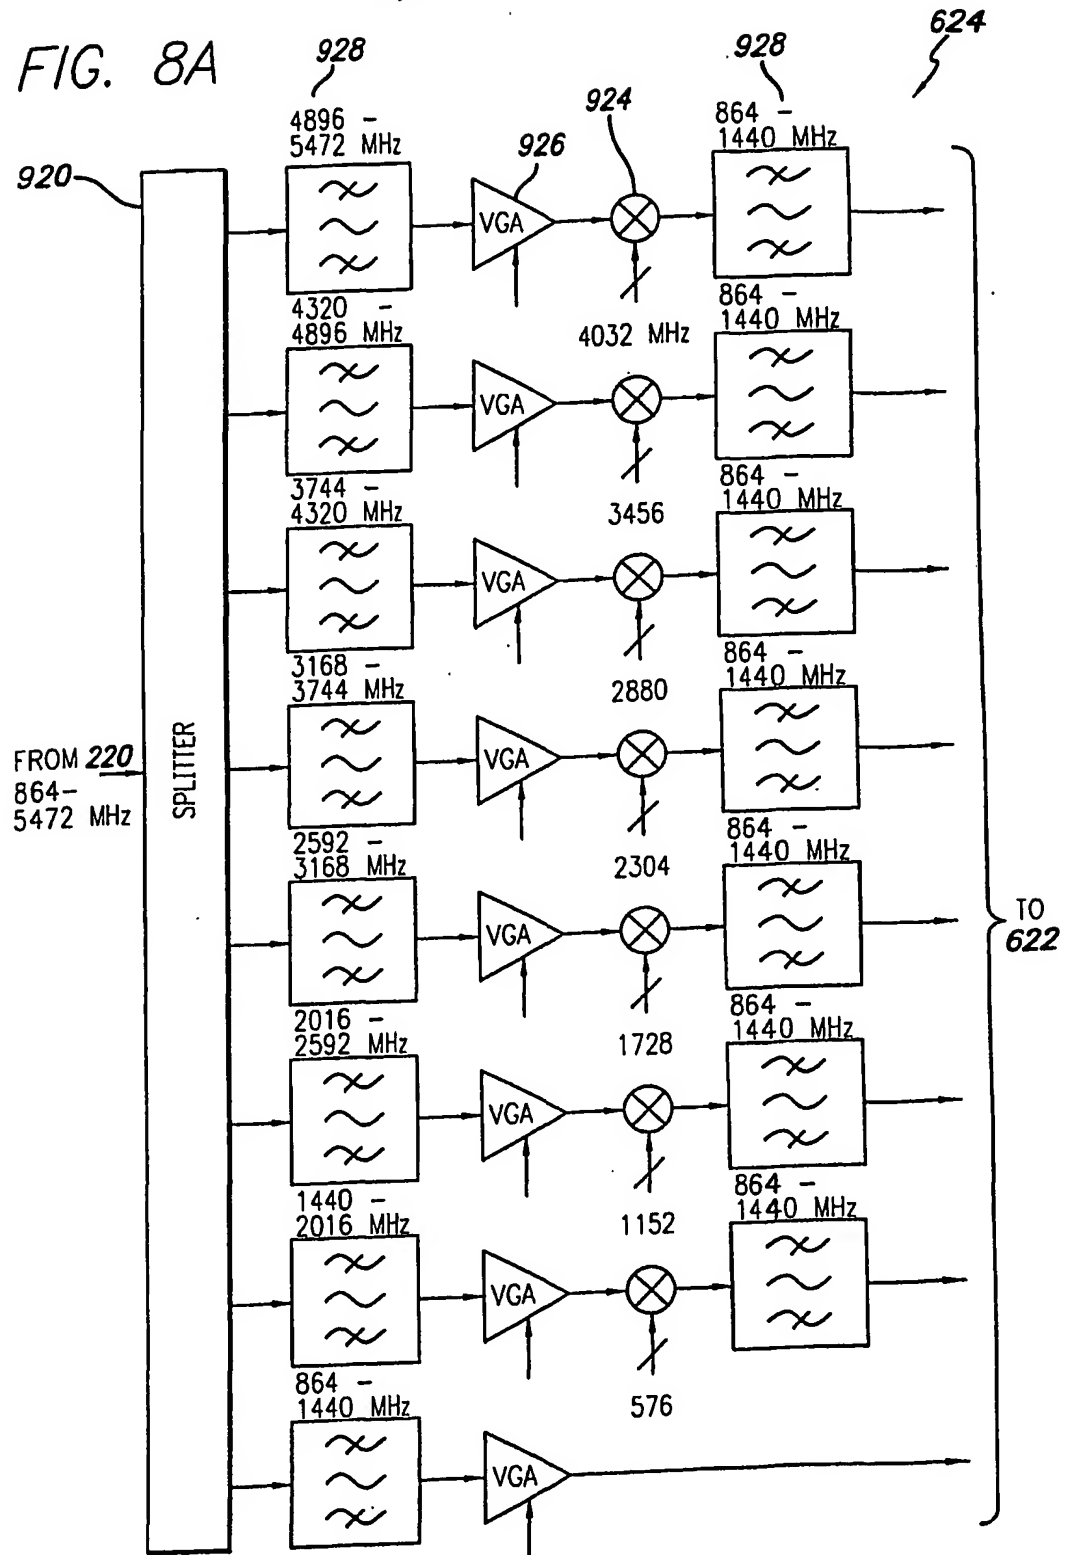 FIG. 8A
928
928
624
924
926
920
4896 -
5472 MHz
864 -
1440 MHz
VGA
4032 MHz
4320 -
4896 MHz
864 -
1440 MHz
VGA
3456
3744 -
4320 MHz
864 -
1440 MHz
VGA
2880
3168 -
3744 MHz
864 -
1440 MHz
VGA
2304
FROM 220
864-
5472 MHz
SPLITTER
2592 -
3168 MHz
864 -
1440 MHz
VGA
1728
TO
622
2016 -
2592 MHz
864 -
1440 MHz
VGA
1152
1440 -
2016 MHz
864 -
1440 MHz
VGA
576
864 -
1440 MHz
VGA